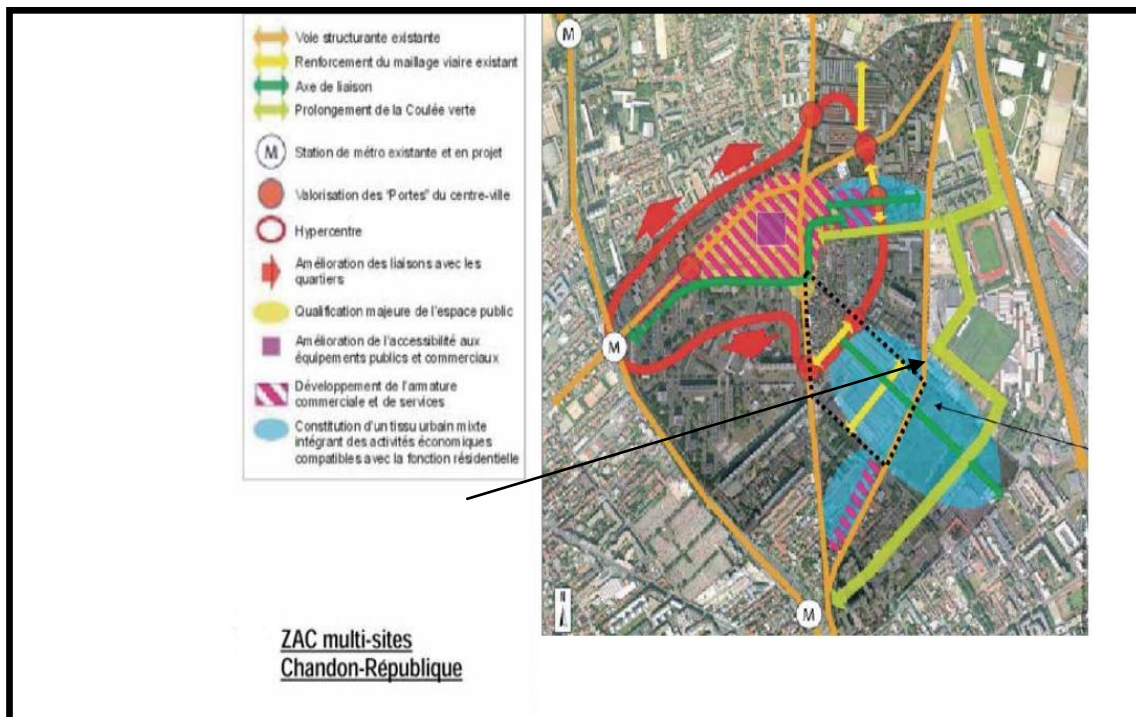 Voie structurante existante
Renforcement du maillage viaire existant
Axe de liaison
Prolongement de la Coulée verte
M
Station de métro existante et en projet
Valorisation des "Portes" du centre-ville
Hypercentre
Amélioration des liaisons avec les
quartiers
Qualification majeure de l'espace public
Amélioration de l'accessibilité aux
équipements publics et commerciaux
Développement de l'armature
commerciale et de services
Constitution d'un tissu urbain mixte
intégrant des activités économiques
compatibles avec la fonction résidentielle
M
M
M
ZAC multi-sites
Chandon-République